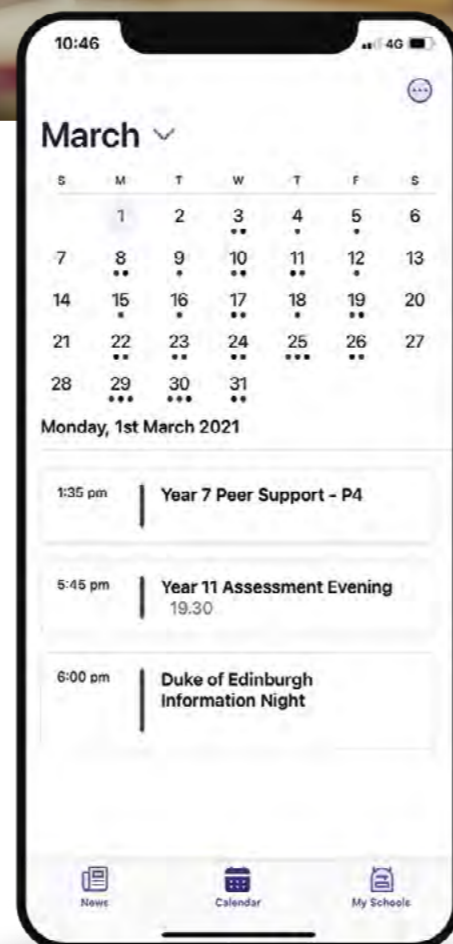 10:46 4G
March
S M T W T F S
1 2 3 4 5 6
7 8 9 10 11 12 13
14 15 16 17 18 19 20
21 22 23 24 25 26 27
28 29 30 31
Monday, 1st March 2021
1:35 pm Year 7 Peer Support - P4
5:45 pm Year 11 Assessment Evening
19.30
6:00 pm Duke of Edinburgh
Information Night
News Calendar My Schools